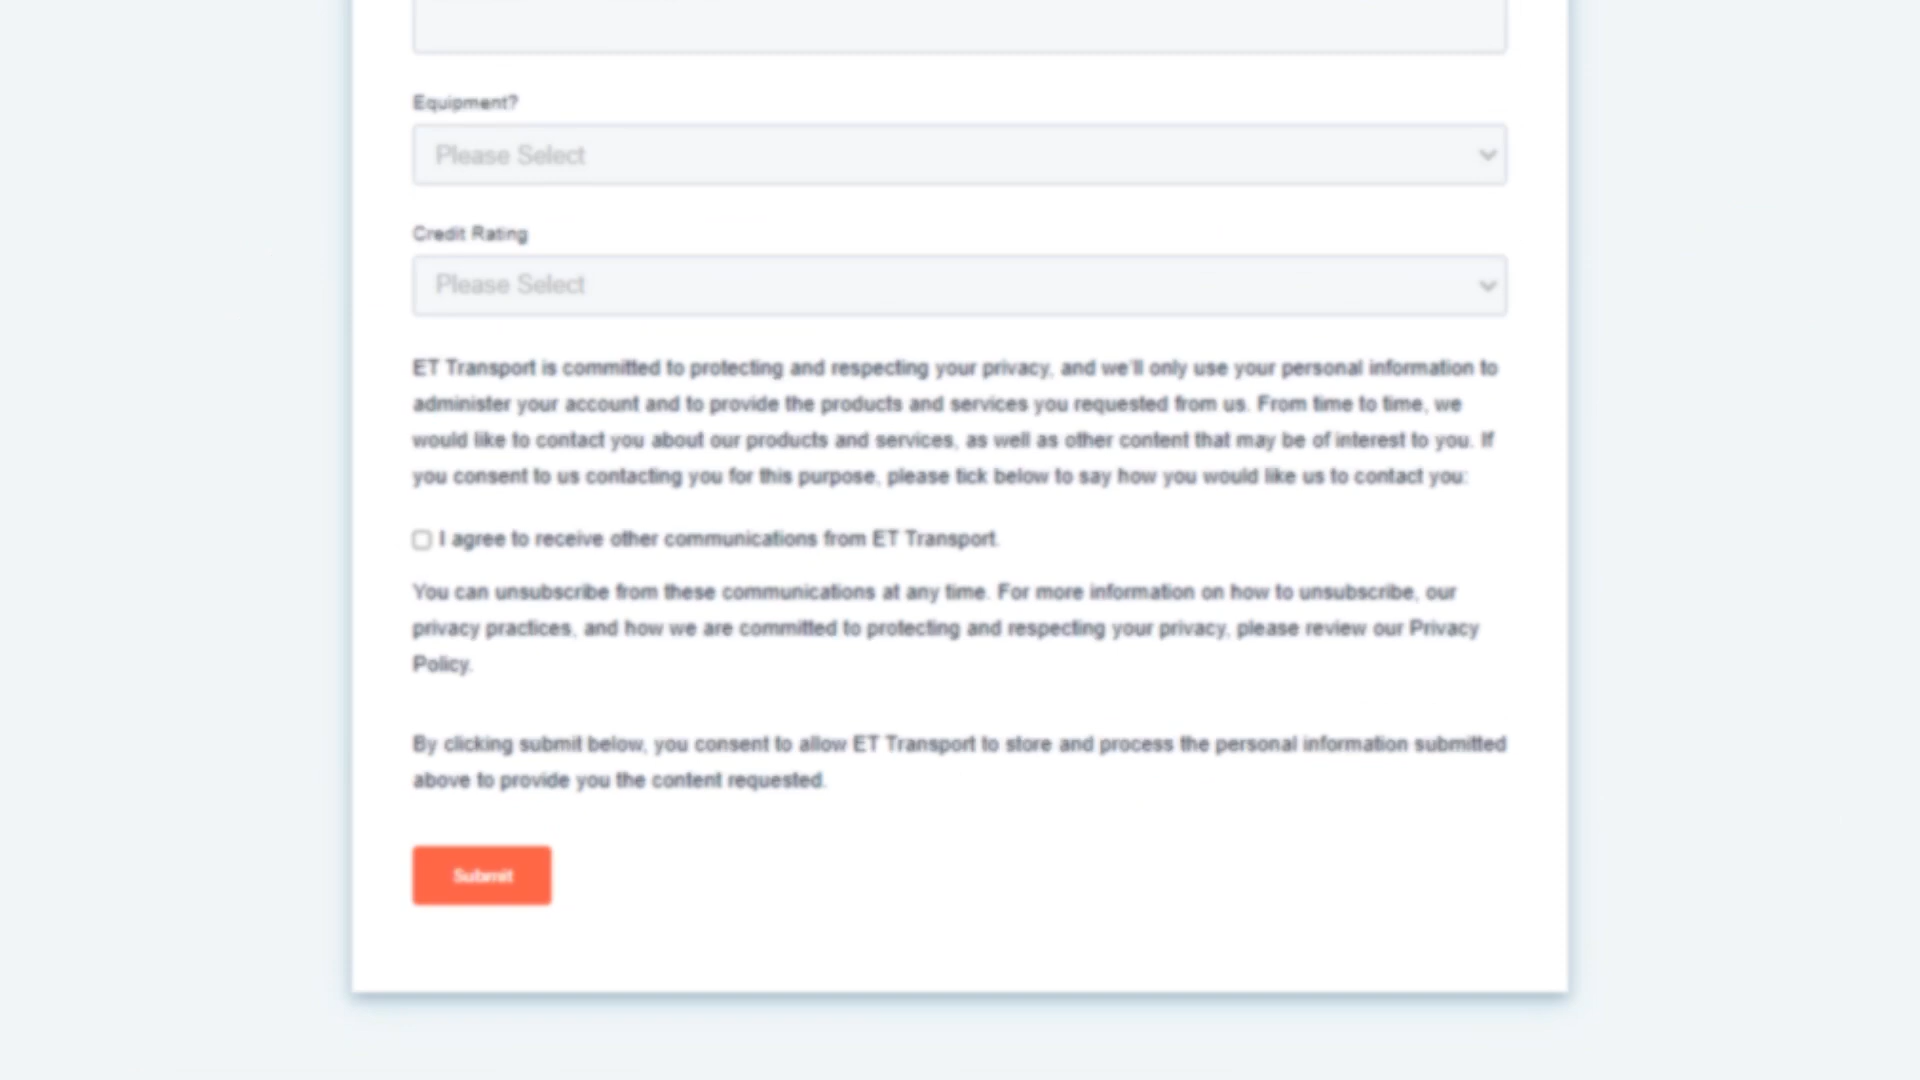 Equipment?
Please Select
Credit Rating
Please Select
ET Transport is committed to protecting and respecting your privacy, and we'll only use your personal information to
administer your account and to provide the products and services you requested from us. From time to time, we
would like to contact you about our products and services, as well as other content that may be of interest to you. If
you consent to us contacting you for this purpose, please tick below to say how you would like us to contact you:
I agree to receive other communications from ET Transport.
You can unsubscribe from these communications at any time. For more information on how to unsubscribe, our
privacy practices, and how we are committed to protecting and respecting your privacy, please review our Privacy
Policy.
By clicking submit below, you consent to allow ET Transport to store and process the personal information submitted
above to provide you the content requested.
Submit